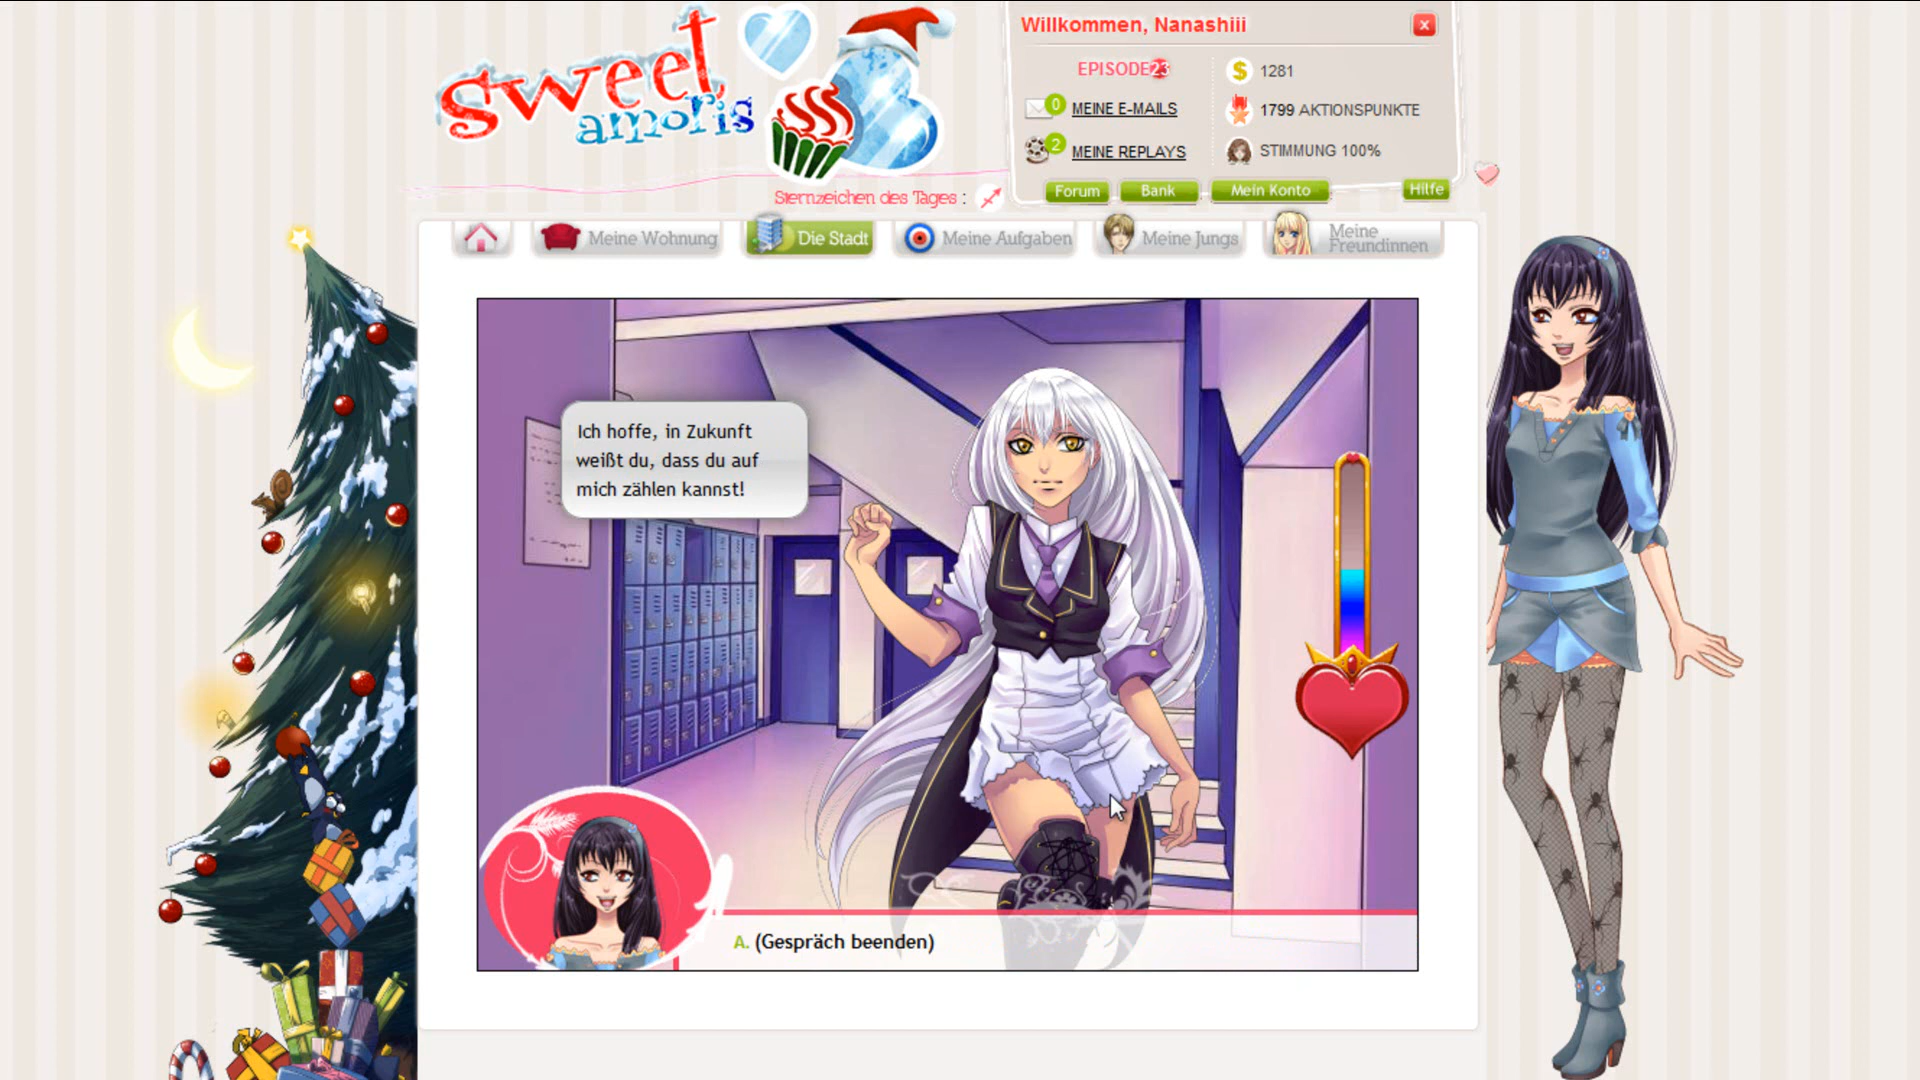 sweet
amoris
Willkommen, Nanashiii
x
EPISODE 23
$ 1281
0 MEINE E-MAILS
1799 AKTIONSPUNKTE
2 MEINE REPLAYS
STIMMUNG 100%
Sternzeichen des Tages :
Forum
Bank
Mein Konto
Hilfe
Meine Wohnung
Die Stadt
Meine Aufgaben
Meine Jungs
Meine
Freundinnen
Ich hoffe, in Zukunft
weißt du, dass du auf
mich zählen kannst!
A. (Gespräch beenden)